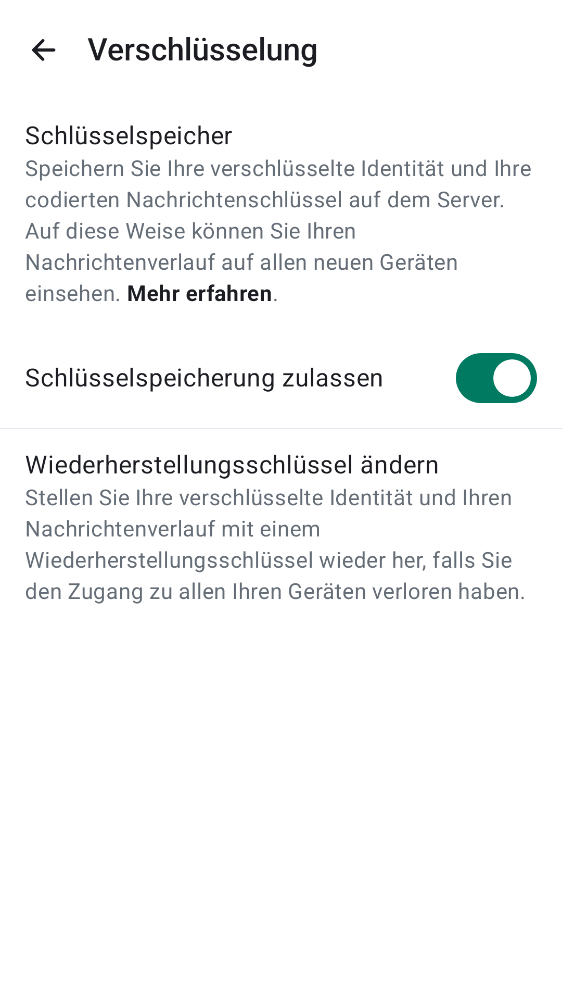 Verschlüsselung
Schlüsselspeicher
Speichern Sie Ihre verschlüsselte Identität und Ihre
codierten Nachrichtenschlüssel auf dem Server.
Auf diese Weise können Sie Ihren
Nachrichtenverlauf auf allen neuen Geräten
einsehen. Mehr erfahren.
Schlüsselspeicherung zulassen
Wiederherstellungsschlüssel ändern
Stellen Sie Ihre verschlüsselte Identität und Ihren
Nachrichtenverlauf mit einem
Wiederherstellungsschlüssel wieder her, falls Sie
den Zugang zu allen Ihren Geräten verloren haben.